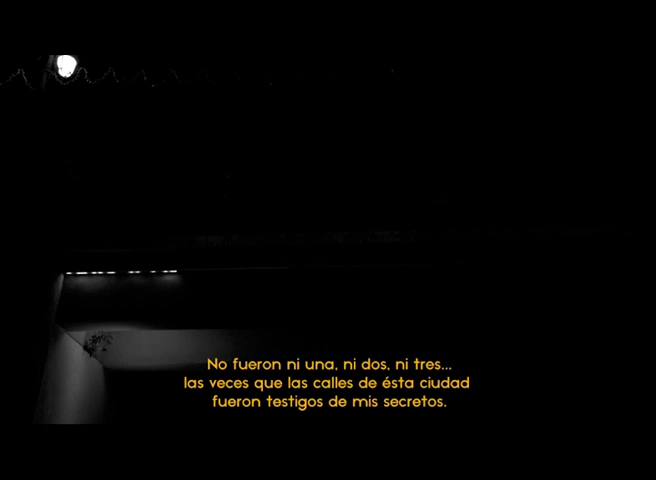 No fueron ni una, ni dos, ni tres...
las veces que las calles de ésta ciudad
fueron testigos de mis secretos.